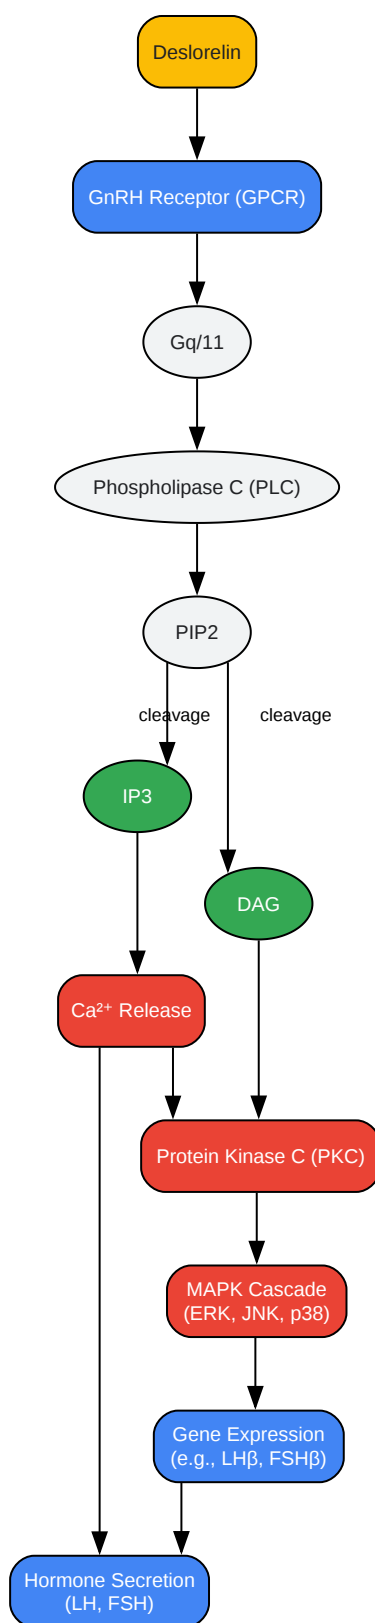 Deslorelin
GnRH Receptor (GPCR)
Gq/11
Phospholipase C (PLC)
PIP2
cleavage
cleavage
IP3
DAG
Ca²⁺ Release
Protein Kinase C (PKC)
MAPK Cascade
(ERK, JNK, p38)
Gene Expression
(e.g., LHβ, FSHβ)
Hormone Secretion
(LH, FSH)